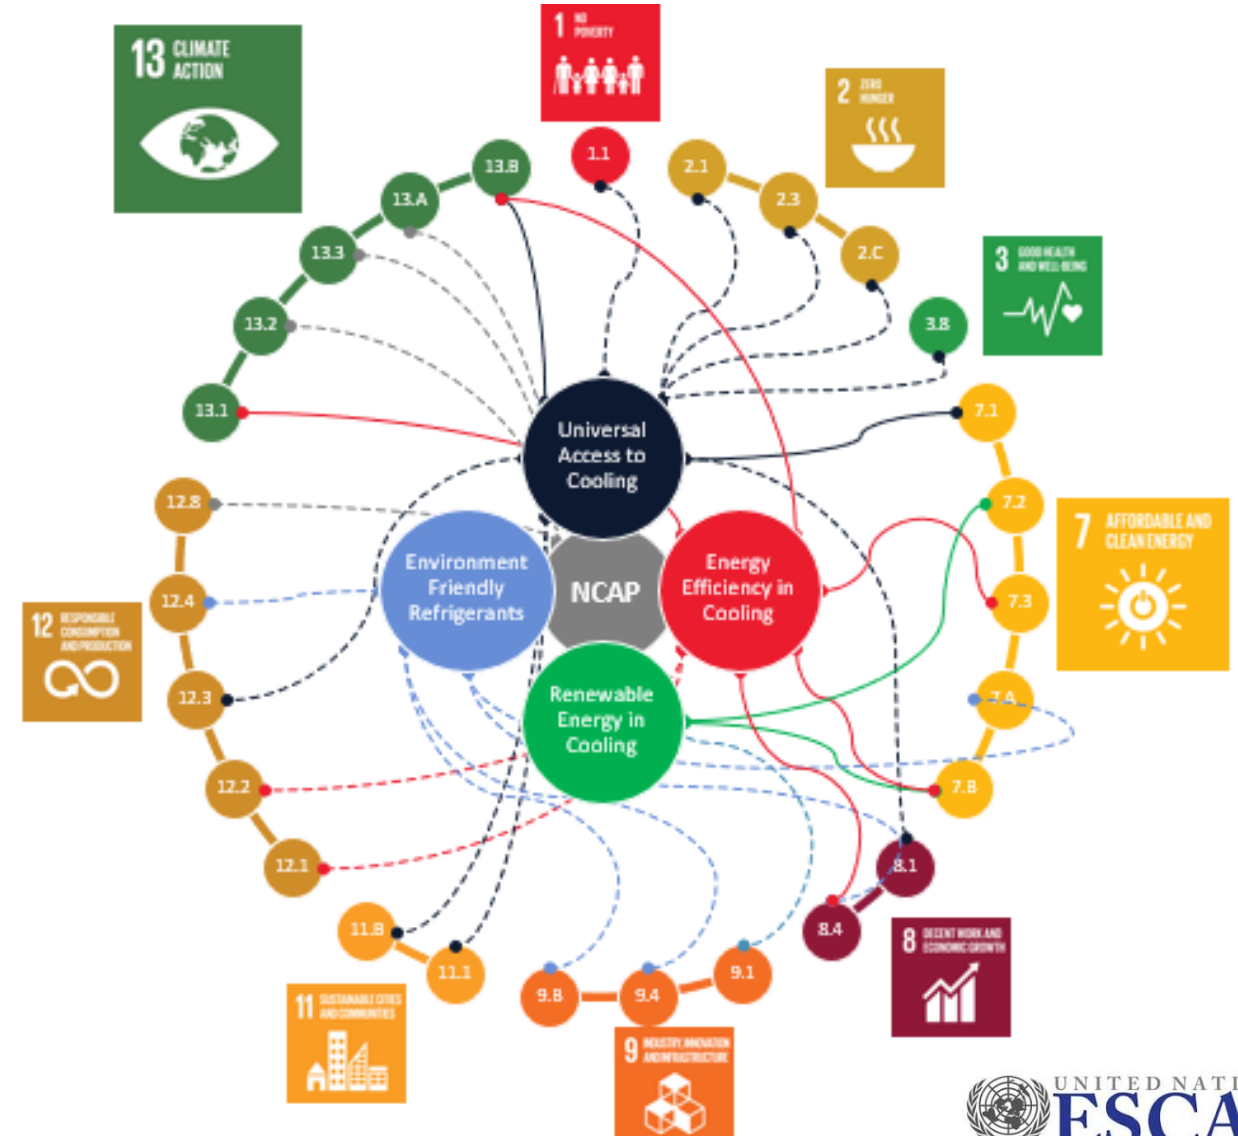 13 CLIMATE
ACTION
1 NO
POVERTY
2 ZERO
HUNGER
3 GOOD HEALTH
AND WELL-BEING
13.B
1.1
2.1
13.A
2.3
13.3
2.C
13.2
3.8
13.1
7.1
Universal
Access to
Cooling
12.8
7.2
7 AFFORDABLE AND
CLEAN ENERGY
Environment
Friendly
Refrigerants
NCAP
Energy
Efficiency in
Cooling
12.4
7.3
12 RESPONSIBLE
CONSUMPTION
AND PRODUCTION
12.3
Renewable
Energy in
Cooling
7.A
12.2
7.B
12.1
8.1
11.B
8.4
11.1
9.B
9.4
9.1
8 DECENT WORK AND
ECONOMIC GROWTH
11 SUSTAINABLE CITIES
AND COMMUNITIES
9 INDUSTRY, INNOVATION
AND INFRASTRUCTURE
UNITED NATI
ESCA